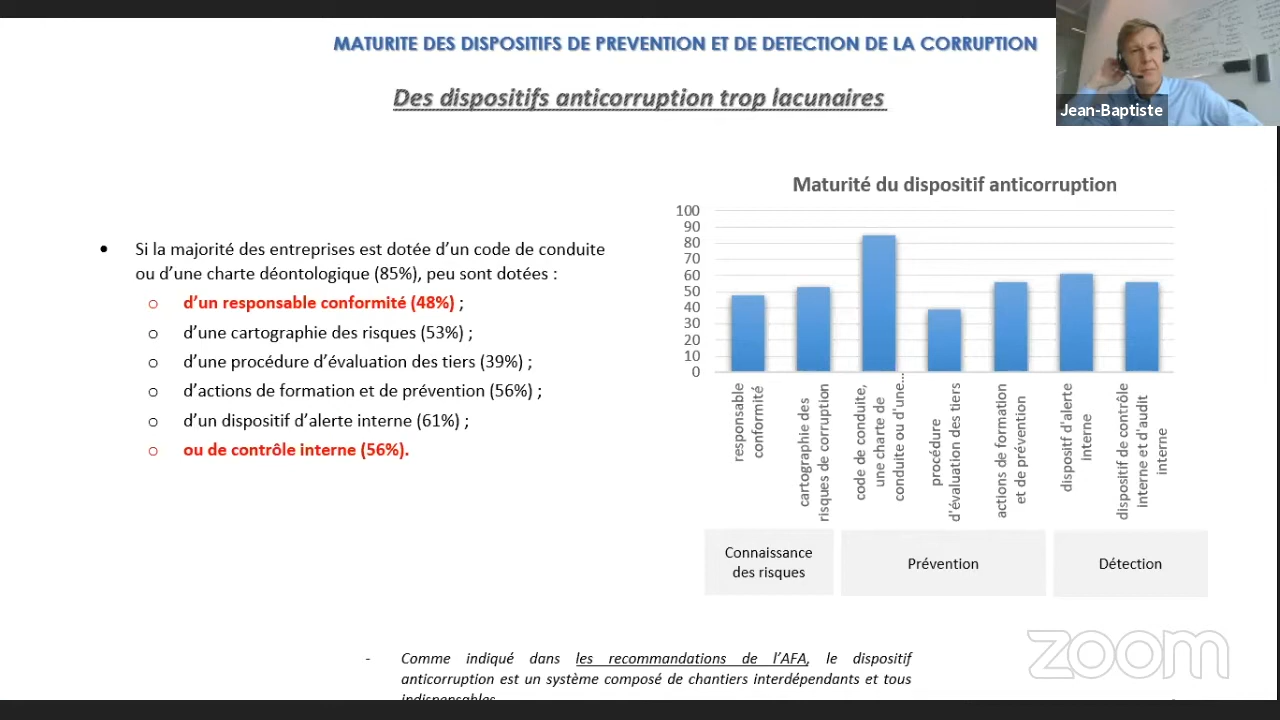 MATURITE DES DISPOSITIFS DE PREVENTION ET DE DETECTION DE LA CORRUPTION
Des dispositifs anticorruption trop lacunaires
Jean-Baptiste
• Si la majorité des entreprises est dotée d’un code de conduite
ou d’une charte déontologique (85%), peu sont dotées :
o d’un responsable conformité (48%) ;
o d’une cartographie des risques (53%) ;
o d’une procédure d’évaluation des tiers (39%) ;
o d’actions de formation et de prévention (56%) ;
o d’un dispositif d’alerte interne (61%) ;
o ou de contrôle interne (56%).
Maturité du dispositif anticorruption
100
90
80
70
60
50
40
30
20
10
0
responsable
conformité
cartographie des
risques de corruption
code de conduite,
une charte de
conduite ou d'une...
procédure
d'évaluation des tiers
actions de formation
et de prévention
dispositf d'alerte
interne
dispositif de contrôle
interne et d'audit
interne
Connaissance
des risques
Prévention
Détection
- Comme indiqué dans les recommandations de l’AFA, le dispositif
anticorruption est un système composé de chantiers interdépendants et tous
indispensables
zoom